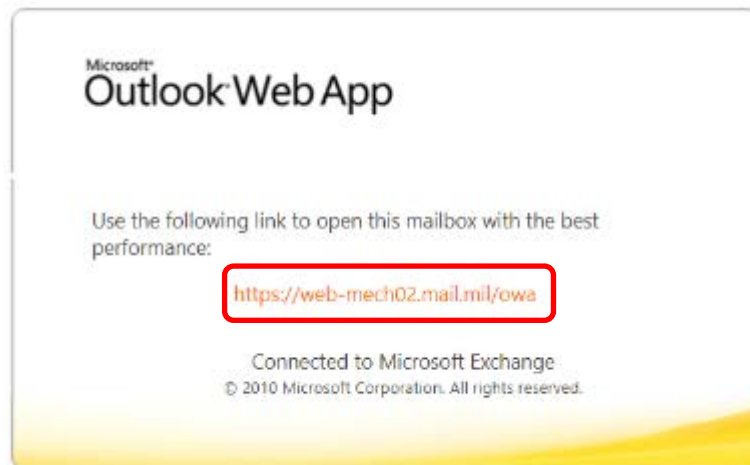 Microsoft®
Outlook Web App
Use the following link to open this mailbox with the best
performance:
https://web-mech02.mail.mil/owa
Connected to Microsoft Exchange
© 2010 Microsoft Corporation. All rights reserved.